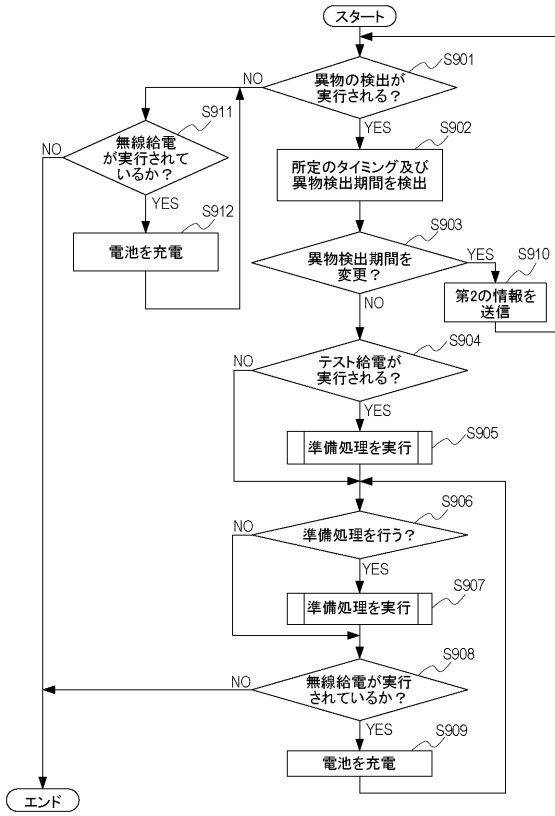 スタート
S901
異物の検出が
実行される？
NO
YES
S911
無線給電
が実行されて
いるか？
NO
YES
S912
電池を充電
S902
所定のタイミング及び
異物検出期間を検出
S903
異物検出期間を
変更？
YES
NO
S910
第2の情報を
送信
S904
テスト給電が
実行される？
NO
YES
S905
準備処理を実行
S906
準備処理を行う？
NO
YES
S907
準備処理を実行
S908
無線給電が実行
されているか？
NO
YES
S909
電池を充電
エンド